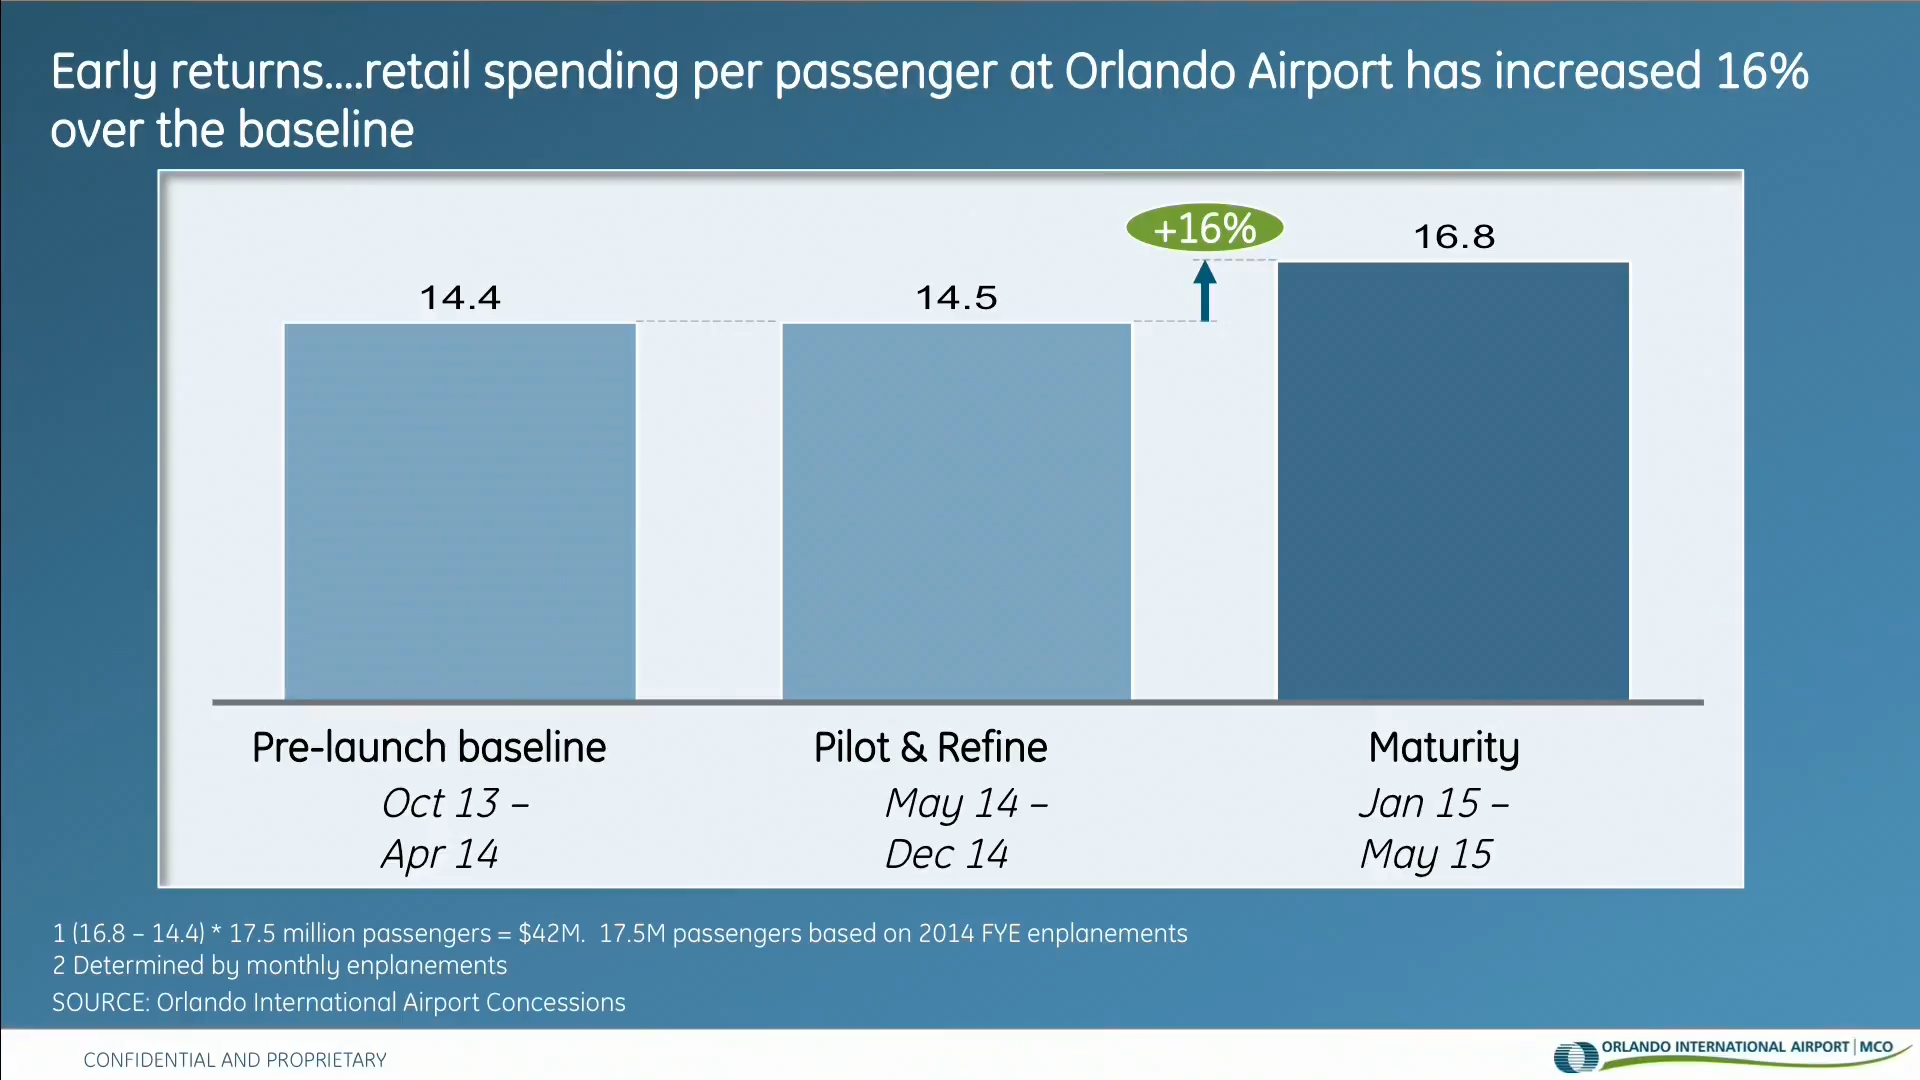 Early returns....retail spending per passenger at Orlando Airport has increased 16%
over the baseline
+16%
16.8
14.4
14.5
Pre-launch baseline
Oct 13 –
Apr 14
Pilot & Refine
May 14 –
Dec 14
Maturity
Jan 15 –
May 15
1 (16.8 – 14.4) * 17.5 million passengers = $42M.  17.5M passengers based on 2014 FYE enplanements
2 Determined by monthly enplanements
SOURCE: Orlando International Airport Concessions
CONFIDENTIAL AND PROPRIETARY
ORLANDO INTERNATIONAL AIRPORT | MCO